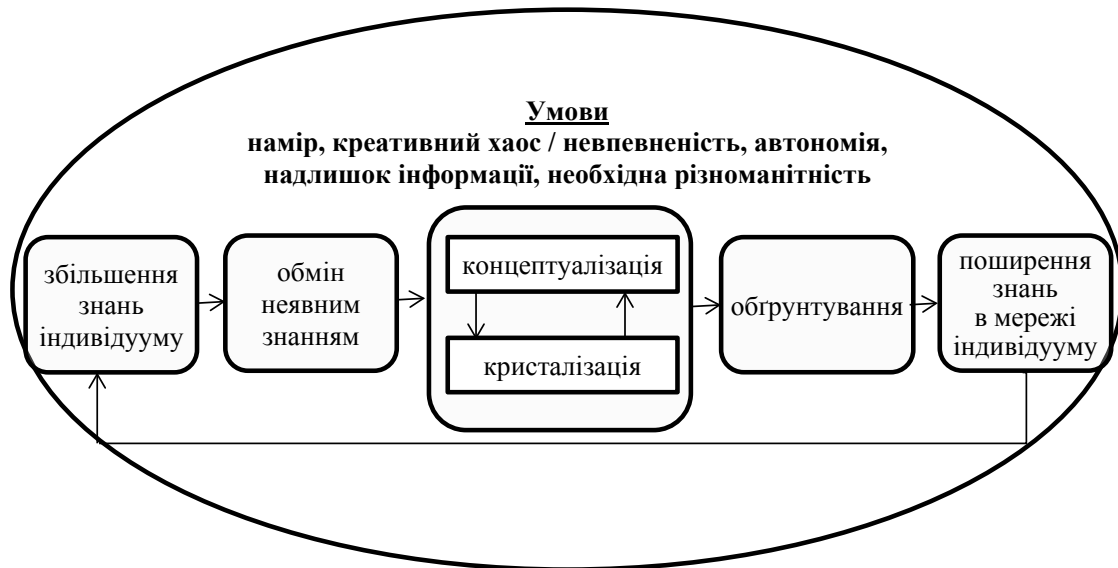 Умови
намір, креативний хаос / невпевненість, автономія,
надлишок інформації, необхідна різноманітність
збільшення
знань
індивідууму
обмін
неявним
знанням
концептуалізація
кристалізація
обґрунтування
поширення
знань
в мережі
індивідууму